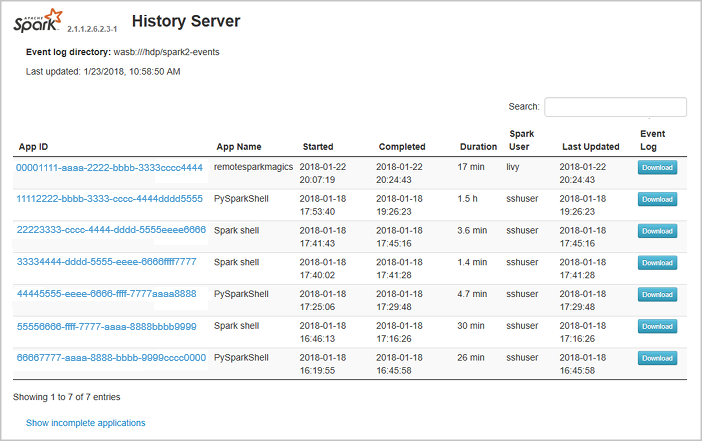 APACHE
Spark 2.1.1.2.6.2.3-1 History Server
Event log directory: wasb:///hdp/spark2-events
Last updated: 1/23/2018, 10:58:50 AM
Search:
App ID App Name Started Completed Duration Spark User Last Updated Event Log
00001111-aaaa-2222-bbbb-3333cccc4444 remotesparkmagics 2018-01-22 20:07:19 2018-01-22 20:24:43 17 min livy 2018-01-22 20:24:43 Download
11112222-bbbb-3333-cccc-4444dddd5555 PySparkShell 2018-01-18 17:53:40 2018-01-18 19:26:23 1.5 h sshuser 2018-01-18 19:26:23 Download
22223333-cccc-4444-dddd-5555eeee6666 Spark shell 2018-01-18 17:41:43 2018-01-18 17:45:16 3.6 min sshuser 2018-01-18 17:45:16 Download
33334444-dddd-5555-eeee-6666ffff7777 Spark shell 2018-01-18 17:40:02 2018-01-18 17:41:28 1.4 min sshuser 2018-01-18 17:41:28 Download
44445555-eeee-6666-ffff-7777aaaa8888 PySparkShell 2018-01-18 17:25:06 2018-01-18 17:29:48 4.7 min sshuser 2018-01-18 17:29:48 Download
55556666-ffff-7777-aaaa-8888bbbb9999 Spark shell 2018-01-18 16:46:13 2018-01-18 17:16:26 30 min sshuser 2018-01-18 17:16:26 Download
66667777-aaaa-8888-bbbb-9999cccc0000 PySparkShell 2018-01-18 16:19:55 2018-01-18 16:45:58 26 min sshuser 2018-01-18 16:45:58 Download
Showing 1 to 7 of 7 entries
Show incomplete applications